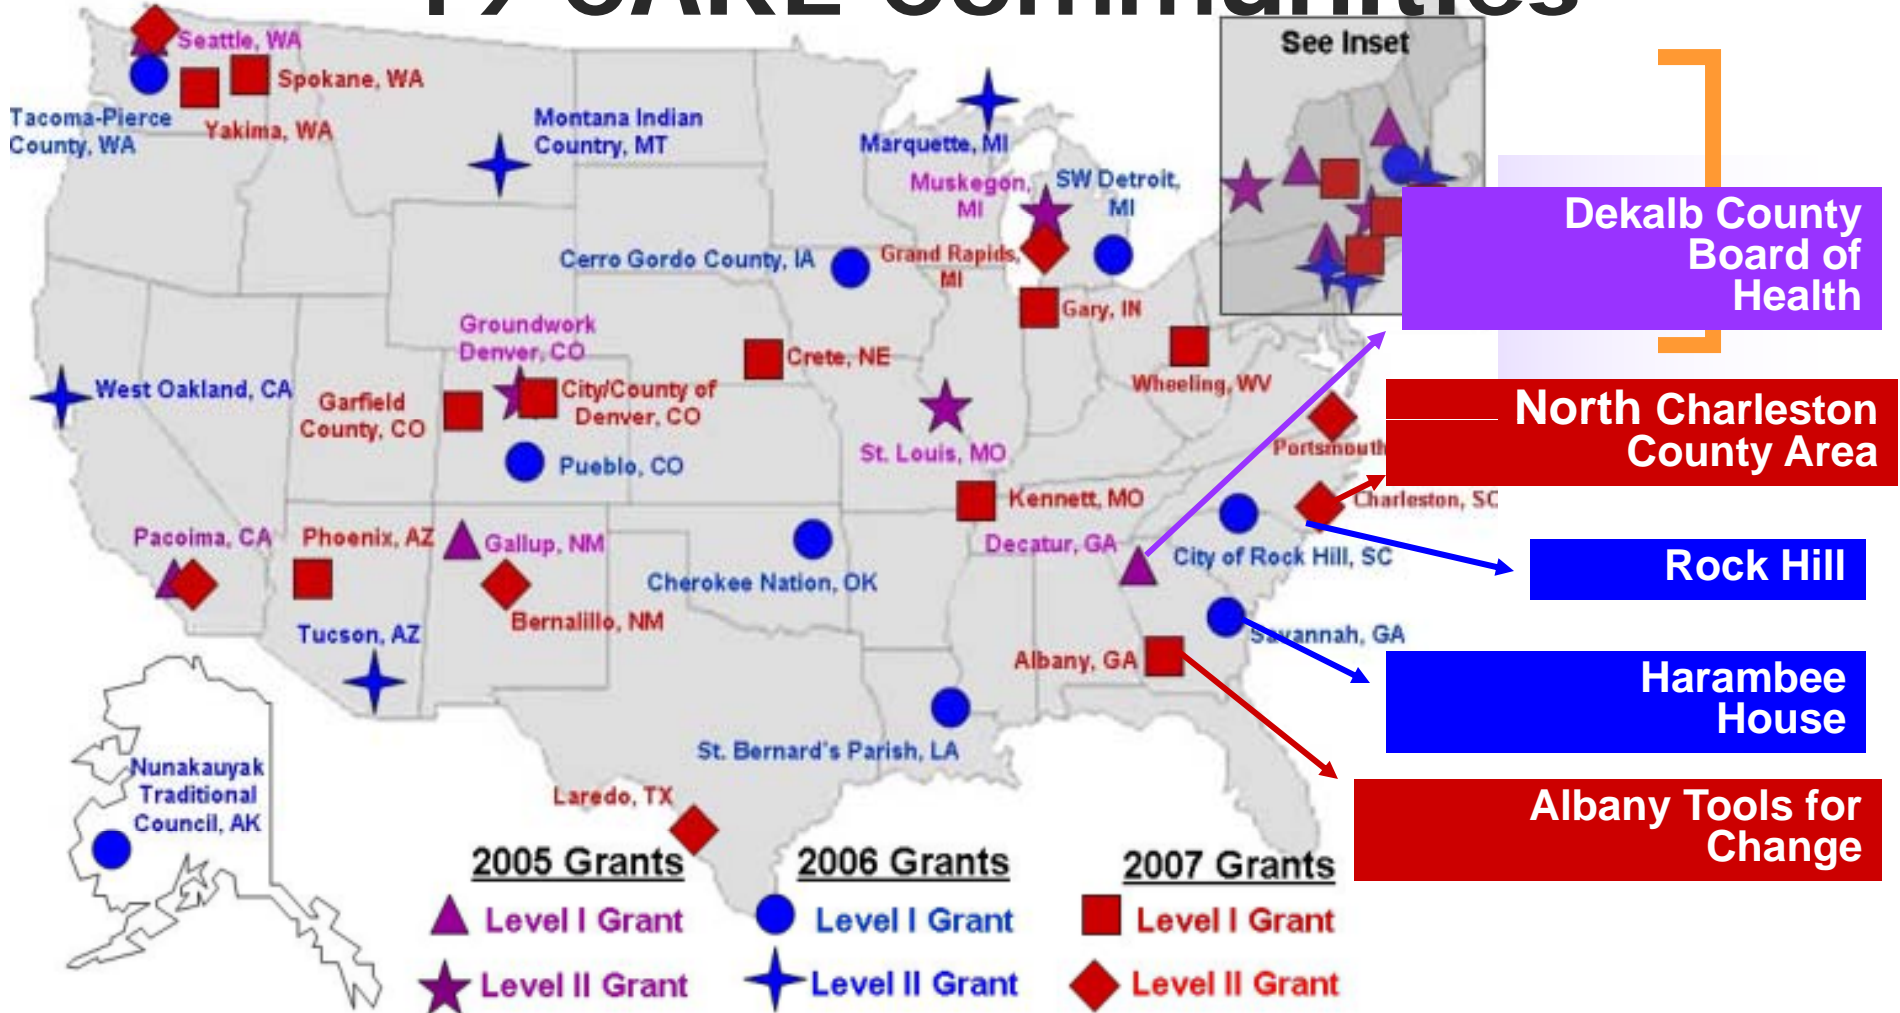 CARE Communities
See Inset
Seattle, WA
Spokane, WA
Tacoma-Pierce
County, WA
Yakima, WA
Montana Indian
Country, MT
Marquette, MI
Muskegon,
MI
SW Detroit,
MI
Dekalb County
Board of
Health
Cerro Gordo County, IA
Grand Rapids,
MI
Gary, IN
Groundwork
Denver, CO
Crete, NE
Wheeling, WV
West Oakland, CA
Garfield
County, CO
City/County of
Denver, CO
North Charleston
County Area
Portsmouth
St. Louis, MO
Pueblo, CO
Kennett, MO
Charleston, SC
Pacoima, CA
Phoenix, AZ
Gallup, NM
Decatur, GA
City of Rock Hill, SC
Rock Hill
Cherokee Nation, OK
Bernalillo, NM
Tucson, AZ
Savannah, GA
Albany, GA
Harambee
House
St. Bernard's Parish, LA
Nunakauyak
Traditional
Council, AK
Laredo, TX
Albany Tools for
Change
2005 Grants
2006 Grants
2007 Grants
Level I Grant
Level I Grant
Level I Grant
Level II Grant
Level II Grant
Level II Grant